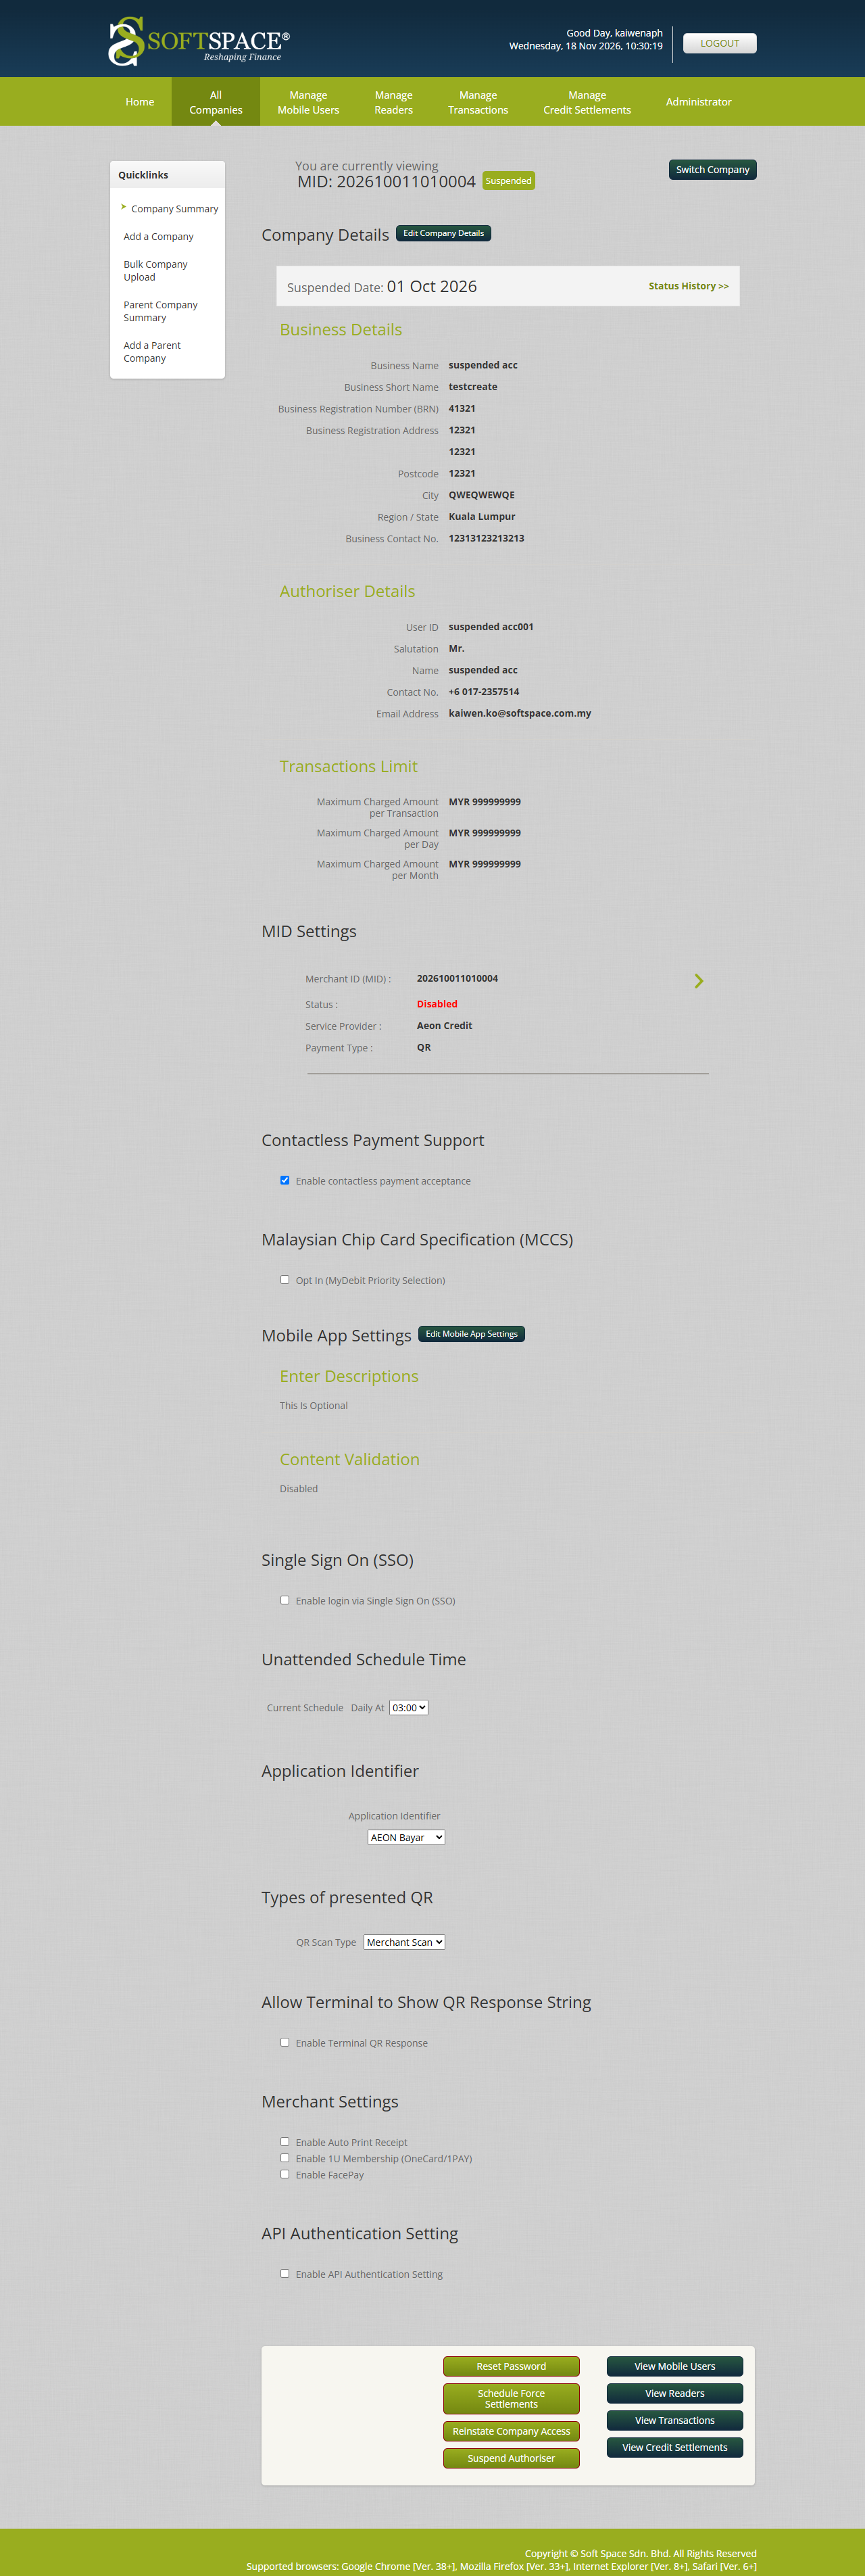 SOFTSPACE®
Reshaping Finance
Good Day, kaiwenaph
Wednesday, 18 Nov 2026, 10:30:19
LOGOUT
Home
All
Companies
Manage
Mobile Users
Manage
Readers
Manage
Transactions
Manage
Credit Settlements
Administrator
Quicklinks
Company Summary
Add a Company
Bulk Company
Upload
Parent Company
Summary
Add a Parent
Company
You are currently viewing
MID: 202610011010004 Suspended
Switch Company
Company Details Edit Company Details
Suspended Date: 01 Oct 2026 Status History >>
Business Details
Business Name suspended acc
Business Short Name testcreate
Business Registration Number (BRN) 41321
Business Registration Address 12321
12321
Postcode 12321
City QWEQWEWQE
Region / State Kuala Lumpur
Business Contact No. 12313123213213
Authoriser Details
User ID suspended acc001
Salutation Mr.
Name suspended acc
Contact No. +6 017-2357514
Email Address kaiwen.ko@softspace.com.my
Transactions Limit
Maximum Charged Amount MYR 999999999
per Transaction
Maximum Charged Amount MYR 999999999
per Day
Maximum Charged Amount MYR 999999999
per Month
MID Settings
Merchant ID (MID) : 202610011010004
Status : Disabled
Service Provider : Aeon Credit
Payment Type : QR
Contactless Payment Support
Enable contactless payment acceptance
Malaysian Chip Card Specification (MCCS)
Opt In (MyDebit Priority Selection)
Mobile App Settings Edit Mobile App Settings
Enter Descriptions
This Is Optional
Content Validation
Disabled
Single Sign On (SSO)
Enable login via Single Sign On (SSO)
Unattended Schedule Time
Current Schedule Daily At 03:00
Application Identifier
Application Identifier
AEON Bayar
Types of presented QR
QR Scan Type Merchant Scan
Allow Terminal to Show QR Response String
Enable Terminal QR Response
Merchant Settings
Enable Auto Print Receipt
Enable 1U Membership (OneCard/1PAY)
Enable FacePay
API Authentication Setting
Enable API Authentication Setting
Reset Password
Schedule Force
Settlements
Reinstate Company Access
Suspend Authoriser
View Mobile Users
View Readers
View Transactions
View Credit Settlements
Copyright © Soft Space Sdn. Bhd. All Rights Reserved
Supported browsers: Google Chrome [Ver. 38+], Mozilla Firefox [Ver. 33+], Internet Explorer [Ver. 8+], Safari [Ver. 6+]